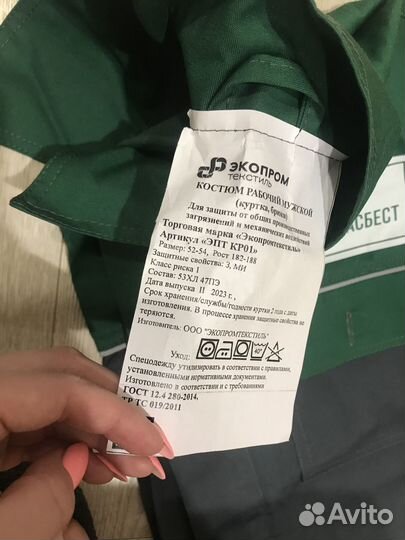 ЭКОПРОМ
ТЕКСТИЛЬ
КОСТЮМ РАБОЧИЙ МУЖСКОЙ
(куртка, брюки)
Для защиты от общих производственных
загрязнений и механических воздействий
Торговая марка «Экопромтекстиль»
Артикул «ЭПТ КР01»
Размер: 52-54, Рост 182-188
Защитные свойства: З, МИ
Класс риска 1
Состав: 53ХЛ 47ПЭ
Дата выпуска II 2023 г.,
Срок хранения/службы/годности куртки 2 года с даты
изготовления. В процессе хранения защитные свойства не
теряются.
Изготовитель: ООО "ЭКОПРОМТЕКСТИЛЬ"
Уход:
40°
Спецодежду утилизировать в соответствии с правилами,
установленными нормативными документами.
Изготовлено в соответствии и с требованиями
ГОСТ 12.4 280-2014,
ТР ТС 019/2011
АСБЕСТ
Avito